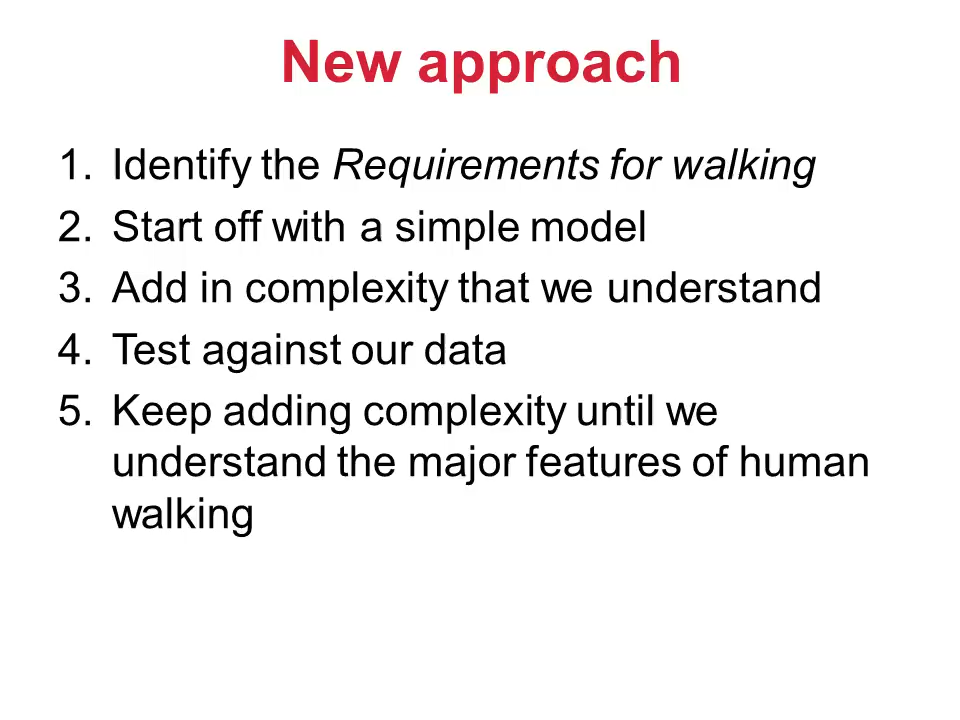 New approach
1. Identify the Requirements for walking
2. Start off with a simple model
3. Add in complexity that we understand
4. Test against our data
5. Keep adding complexity until we
understand the major features of human
walking